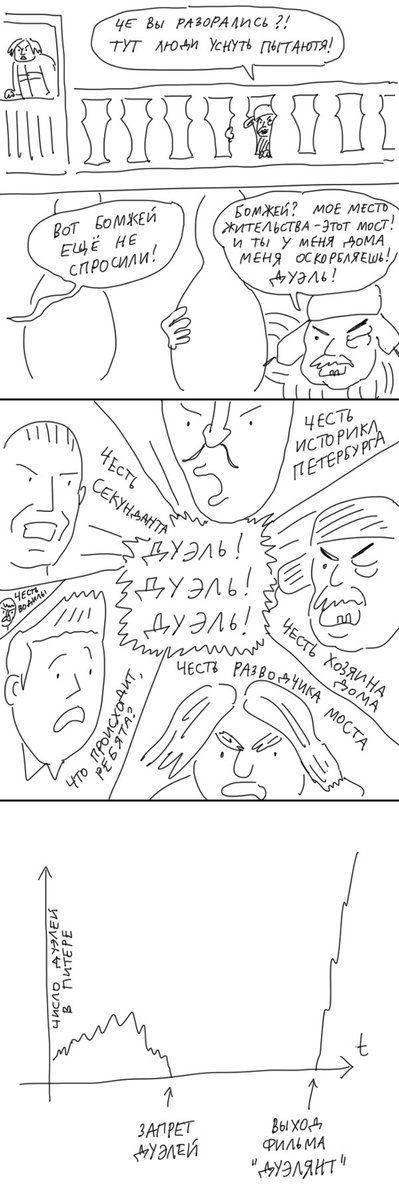 ЧЕ ВЫ РАЗОРАЛИСЬ?!
ТУТ ЛЮДИ УСНУТЬ ПЫТАЮТЯ!
ВОТ БОМЖЕЙ
ЕЩЁ НЕ
СПРОСИЛИ!
БОМЖЕЙ? МОЕ МЕСТО
ЖИТЕЛЬСТВА-ЭТОТ МОСТ!
И ТЫ У МЕНЯ ДОМА
МЕНЯ ОСКОРБЛЯЕШЬ!
ДУЭЛЬ!
ЧЕСТЬ
СЕКУНДАНТА
ЧЕСТЬ
ИСТОРИКА
ПЕТЕРБУРГА
ДУЭЛЬ!
ДУЭЛЬ!
ДУЭЛЬ!
ЧЕСТЬ
ВОДИЛЫ
ЧЕСТЬ ХОЗЯИНА
ДОМА
ЧТО ПРОИСХОДИТ,
РЕБЯТА?
ЧЕСТЬ РАЗВОДЧИКА
МОСТА
ЧИСЛО ДУЭЛЕЙ
В ПИТЕРЕ
t
ЗАПРЕТ
ДУЭЛЕЙ
ВЫХОД
ФИЛЬМА
"ДУЭЛЯНТ"